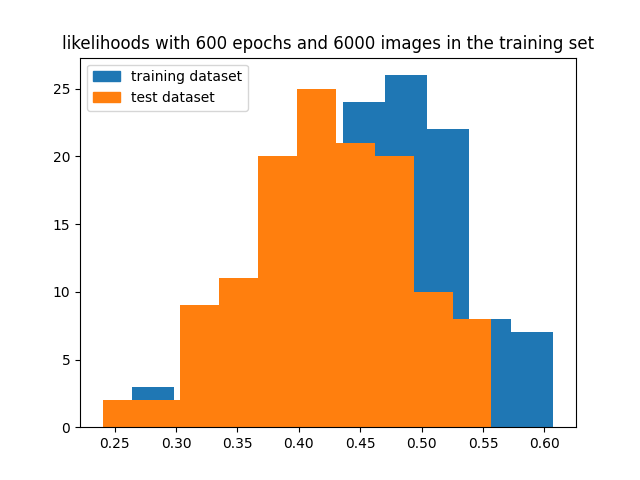 likelihoods with 600 epochs and 6000 images in the training set
training dataset
test dataset
25
20
15
10
5
0
0.25 0.30 0.35 0.40 0.45 0.50 0.55 0.60